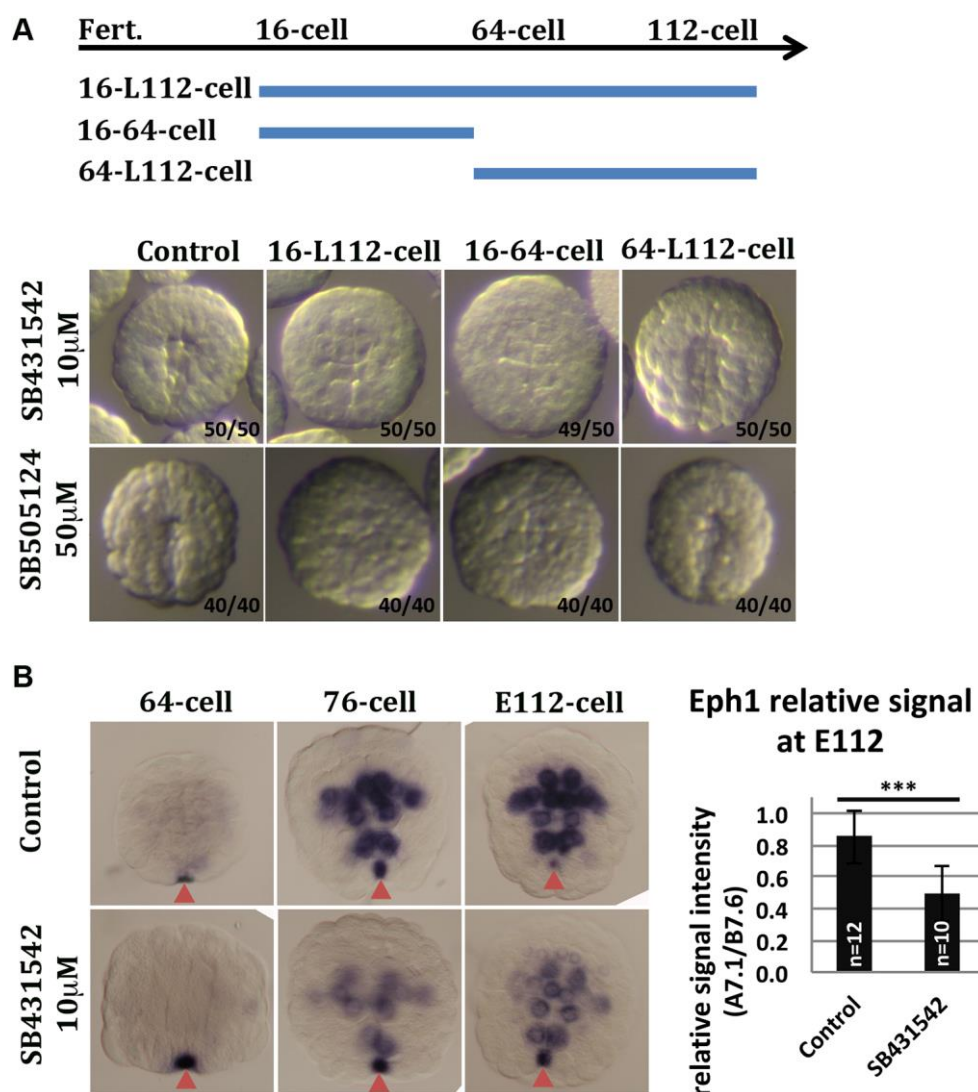 A
Fert. 16-cell 64-cell 112-cell
16-L112-cell
16-64-cell
64-L112-cell
Control 16-L112-cell 16-64-cell 64-L112-cell
SB431542
10μM
50/50 50/50 49/50 50/50
SB505124
50μM
40/40 40/40 40/40 40/40
B
64-cell 76-cell E112-cell
Control
SB431542
10μM
Eph1 relative signal
at E112
***
relative signal intensity
(A7.1/B7.6)
1.0
0.8
0.6
0.4
0.2
0.0
n=12 n=10
Control SB431542